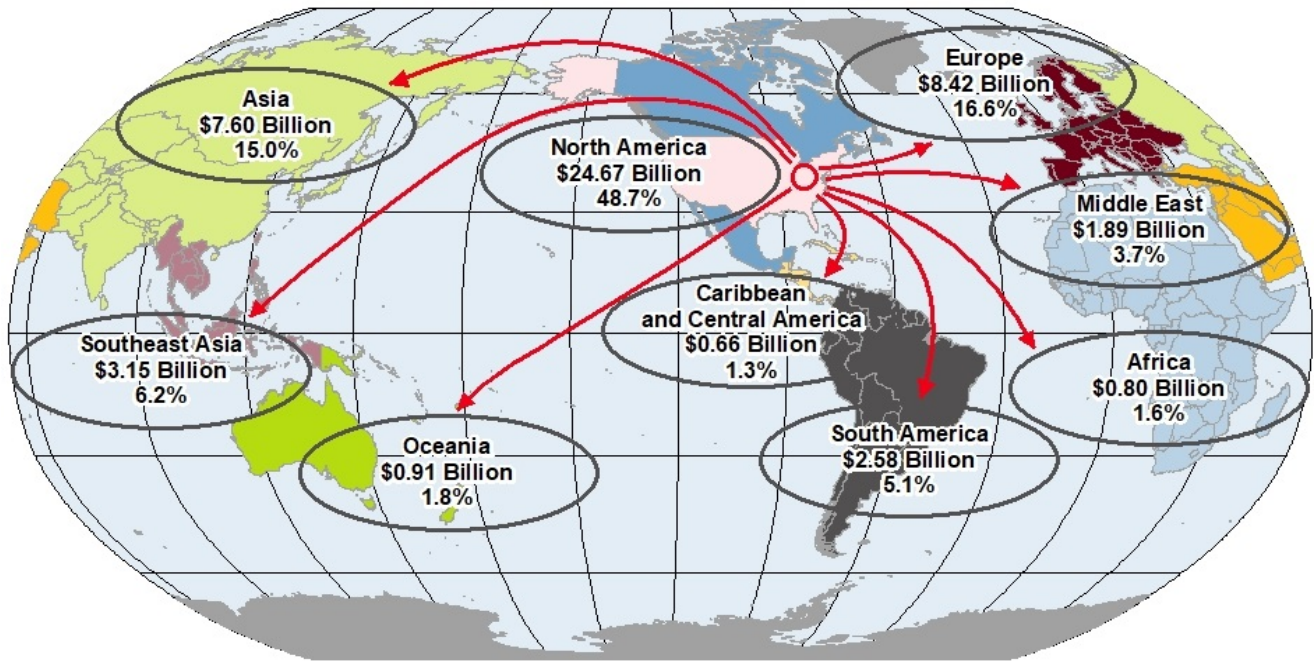 Europe
$8.42 Billion
16.6%
Asia
$7.60 Billion
15.0%
North America
$24.67 Billion
48.7%
Middle East
$1.89 Billion
3.7%
Caribbean
and Central America
$0.66 Billion
1.3%
Southeast Asia
$3.15 Billion
6.2%
Africa
$0.80 Billion
1.6%
Oceania
$0.91 Billion
1.8%
South America
$2.58 Billion
5.1%